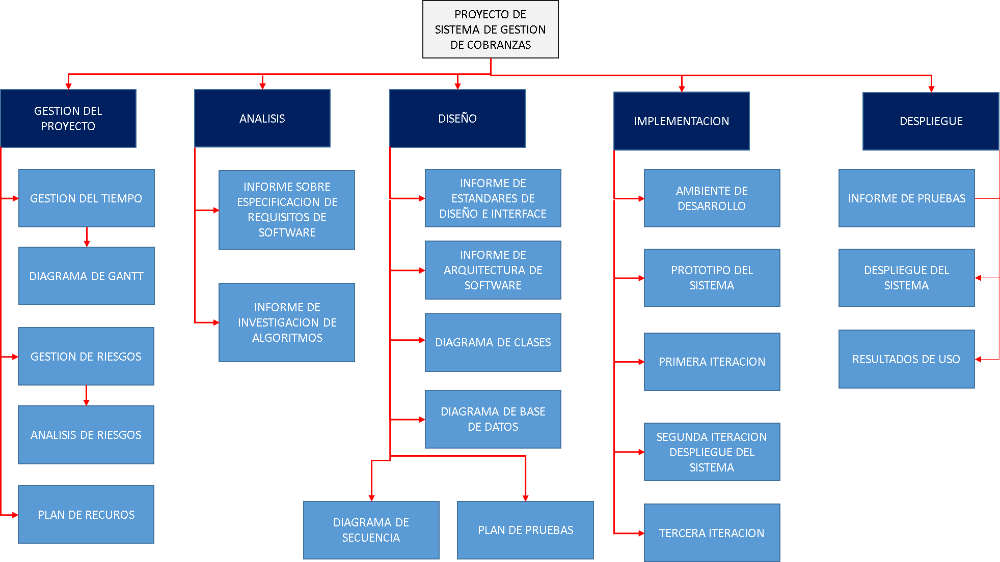 PROYECTO DE
SISTEMA DE GESTION
DE COBRANZAS
GESTION DEL
PROYECTO
ANALISIS
DISEÑO
IMPLEMENTACION
DESPLIEGUE
GESTION DEL TIEMPO
DIAGRAMA DE GANTT
GESTION DE RIESGOS
ANALISIS DE RIESGOS
PLAN DE RECUROS
INFORME SOBRE
ESPECIFICACION DE
REQUISITOS DE
SOFTWARE
INFORME DE
INVESTIGACION DE
ALGORITMOS
INFORME DE
ESTANDARES DE
DISEÑO E INTERFACE
INFORME DE
ARQUITECTURA DE
SOFTWARE
DIAGRAMA DE CLASES
DIAGRAMA DE BASE
DE DATOS
DIAGRAMA DE
SECUENCIA
PLAN DE PRUEBAS
AMBIENTE DE
DESARROLLO
PROTOTIPO DEL
SISTEMA
PRIMERA ITERACION
SEGUNDA ITERACION
DESPLIEGUE DEL
SISTEMA
TERCERA ITERACION
INFORME DE PRUEBAS
DESPLIEGUE DEL
SISTEMA
RESULTADOS DE USO